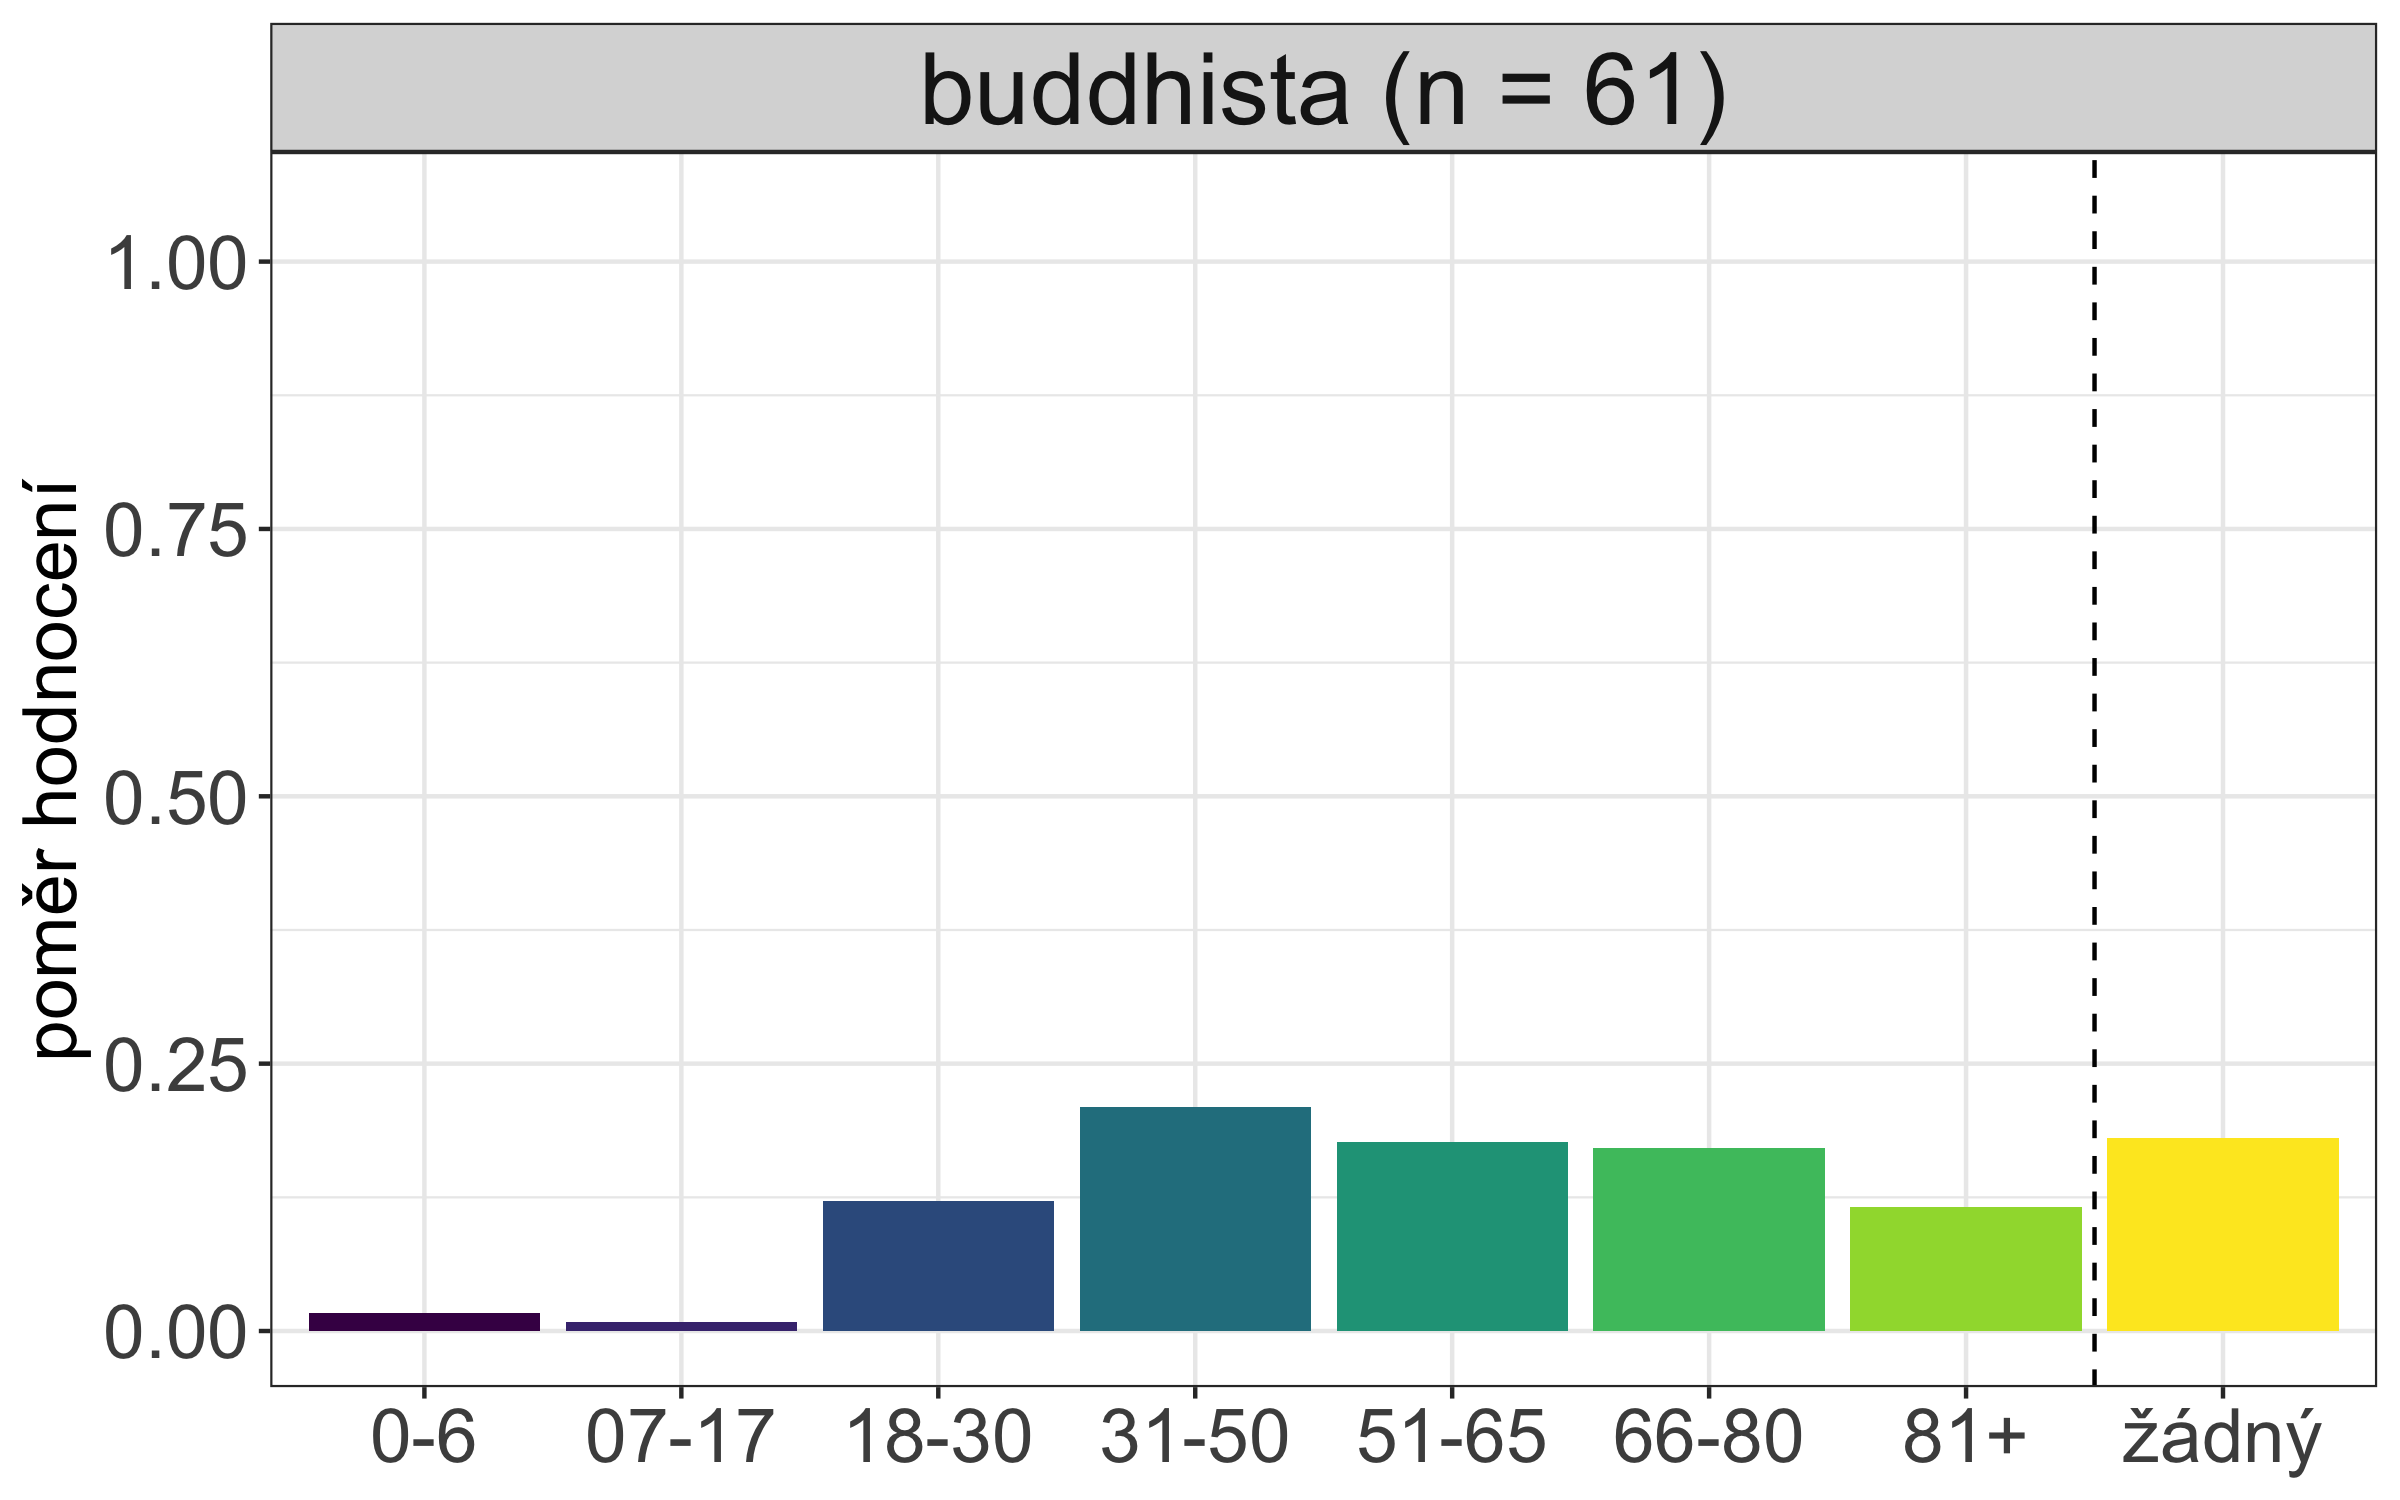 buddhista (n = 61)
poměr hodnocení
1.00
0.75
0.50
0.25
0.00
0-6 07-17 18-30 31-50 51-65 66-80 81+ žádný